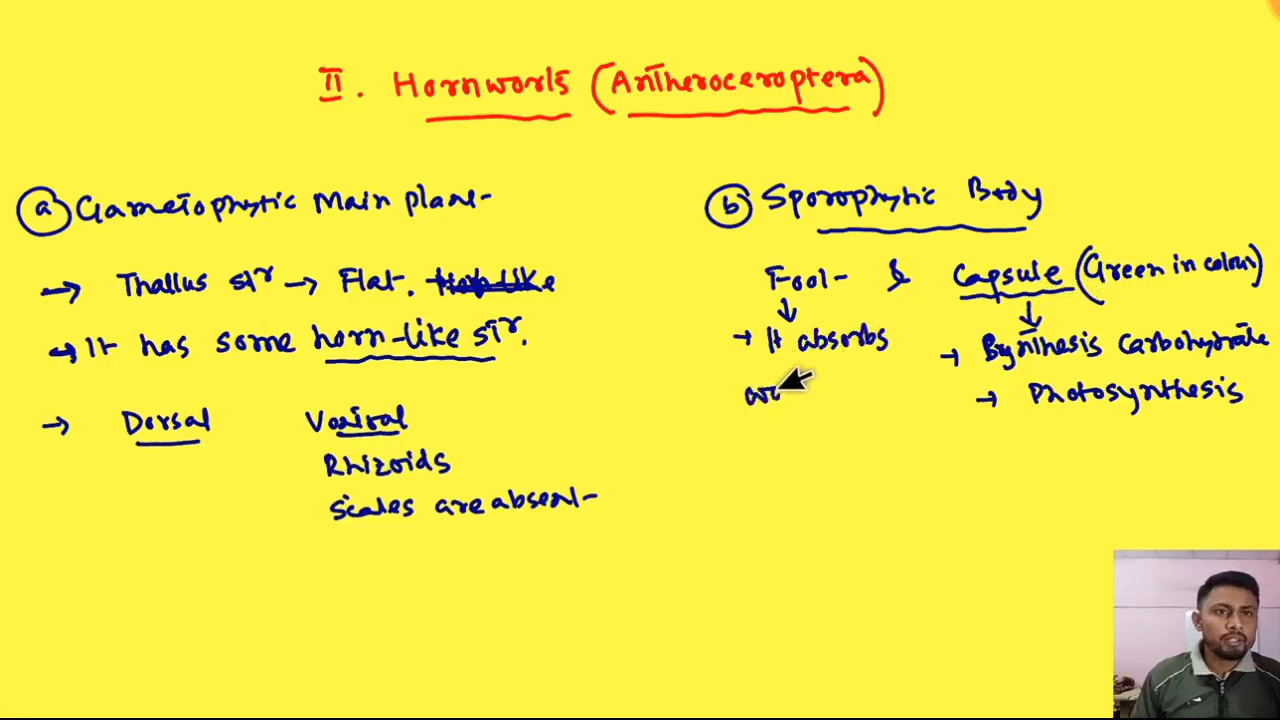 II. Hornworts (Antheroceroptera)
a Gametophytic Main plant
→ Thallus str → Flat.
→ It has some horn-like str.
→ Dorsal Ventral
Rhizoids
Scales are absent
b Sporophytic Body
Foot & Capsule (Green in colour)
→ It absorbs
→ Synthesis Carbohydrate
→ Photosynthesis